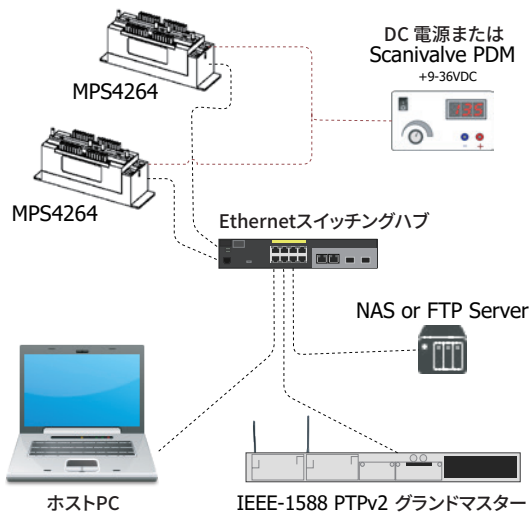 DC 電源または
Scanivalve PDM
+9-36VDC
MPS4264
MPS4264
Ethernetスイッチングハブ
NAS or FTP Server
ホストPC
IEEE-1588 PTPv2 グランドマスター